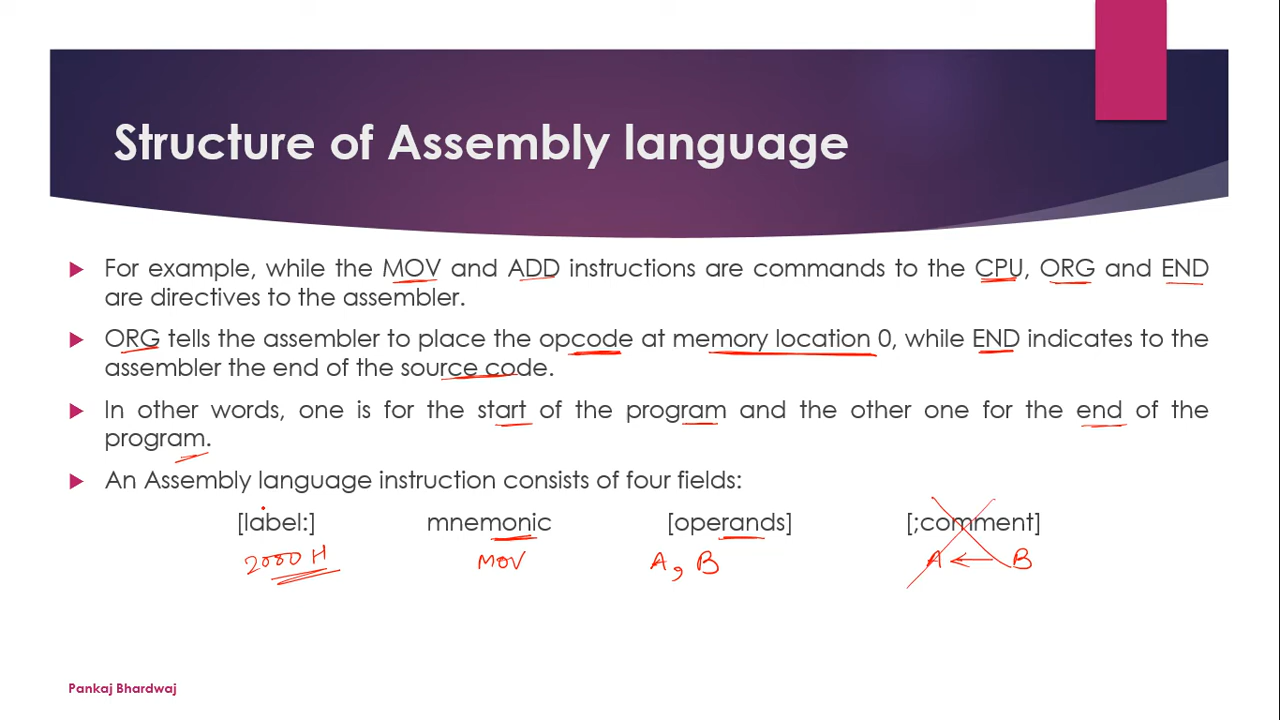 Structure of Assembly language
For example, while the MOV and ADD instructions are commands to the CPU, ORG and END
are directives to the assembler.
ORG tells the assembler to place the opcode at memory location 0, while END indicates to the
assembler the end of the source code.
In other words, one is for the start of the program and the other one for the end of the
program.
An Assembly language instruction consists of four fields:
[label:] mnemonic [operands] [;comment]
2000 H MOV A, B A ← B
Pankaj Bhardwaj